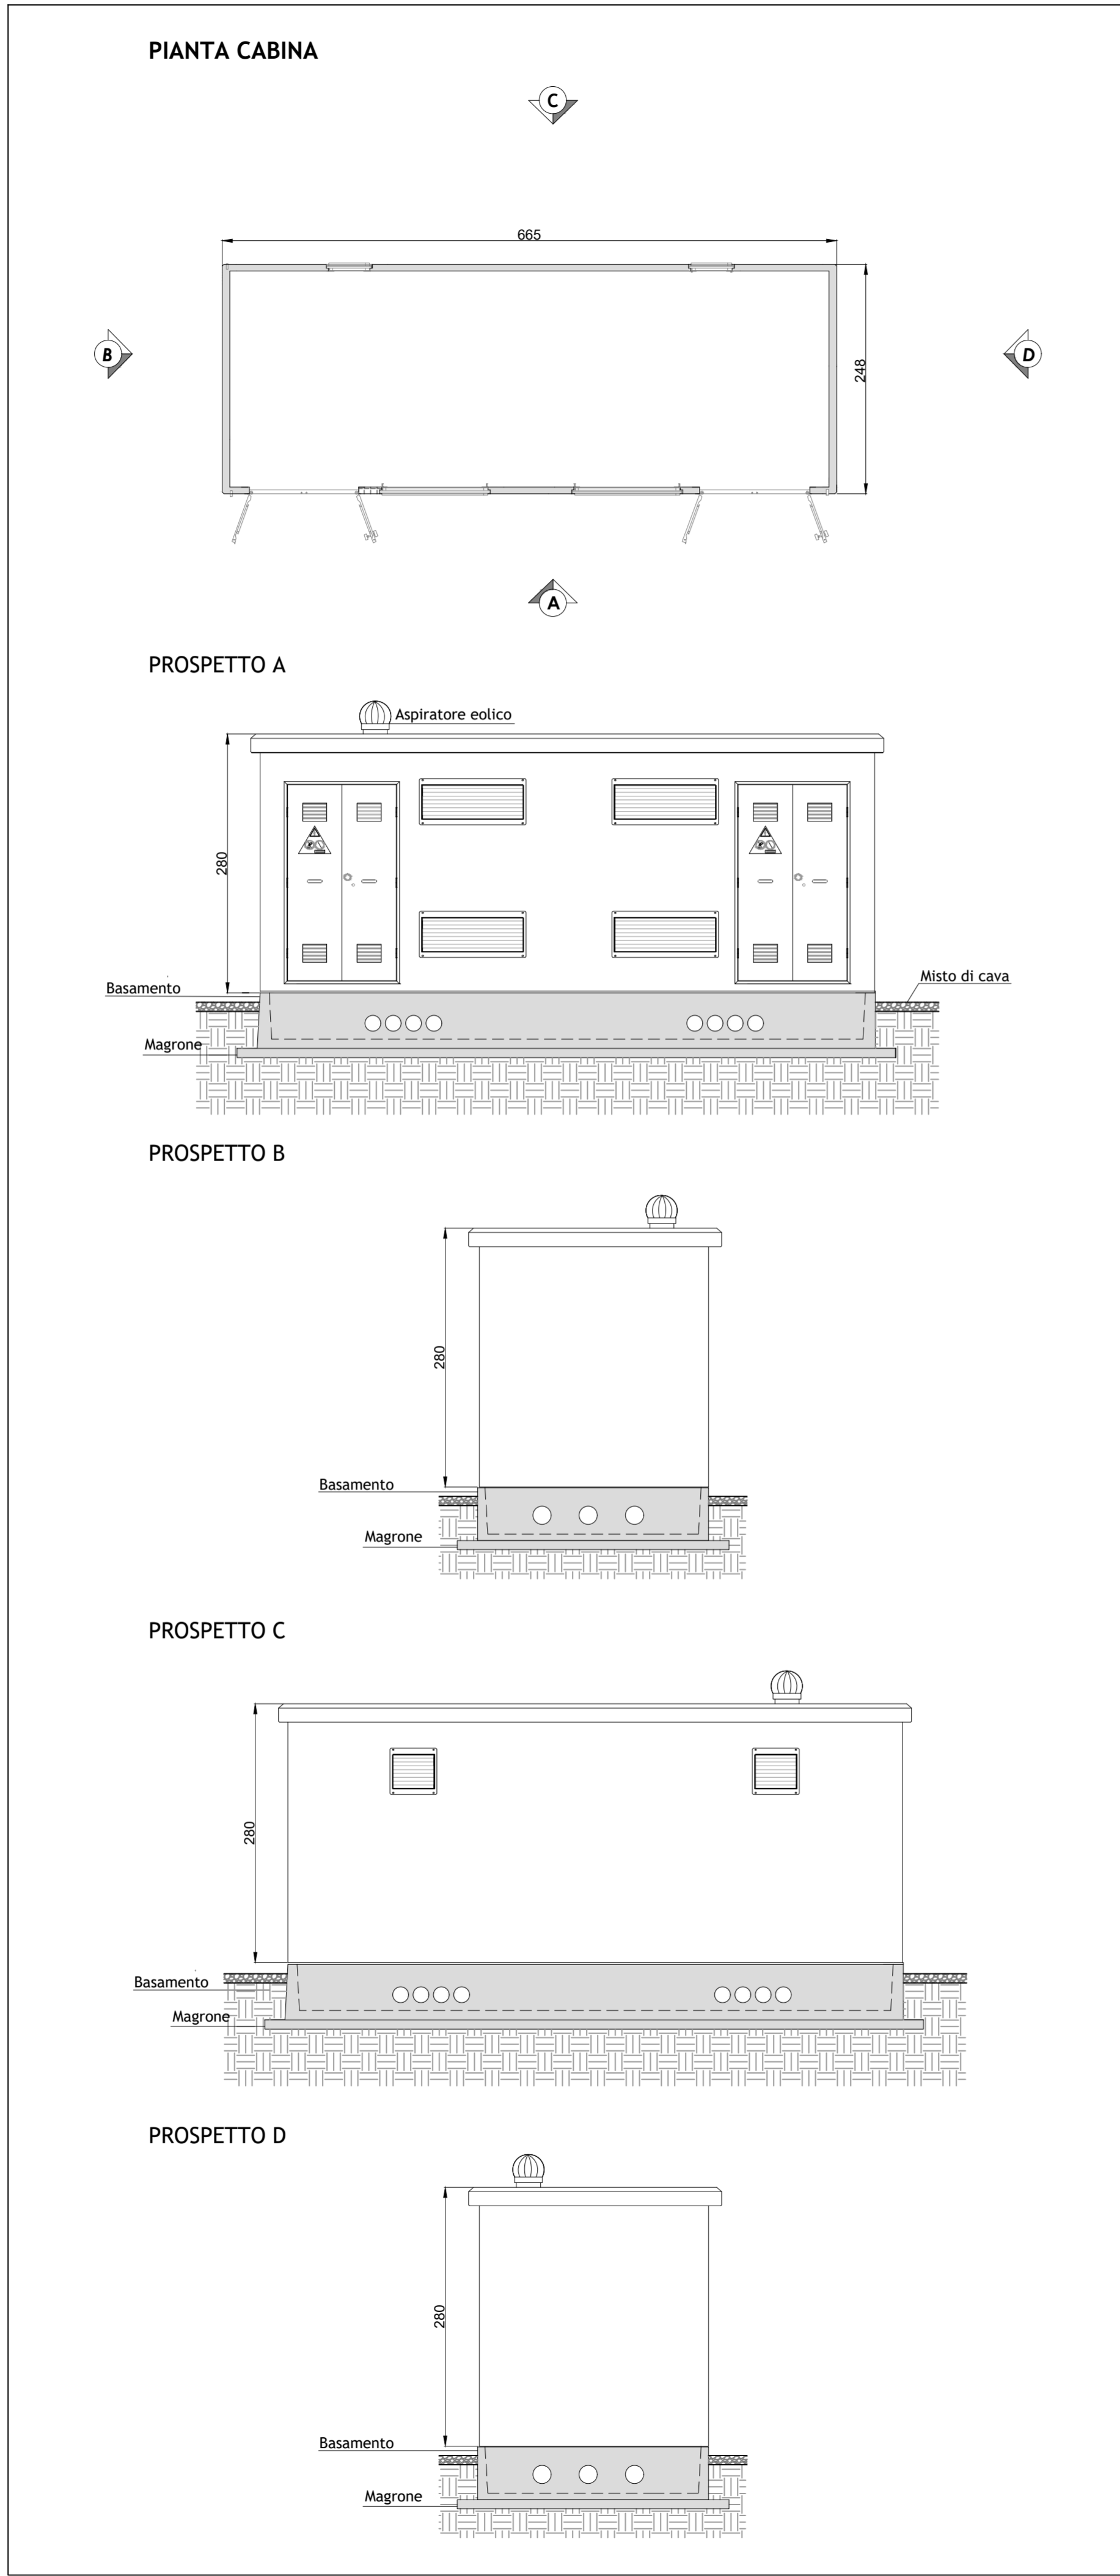 PIANTA CABINA
C
665
B
248
D
A
PROSPETTO A
Aspiratore eolico
280
Basamento
Misto di cava
Magrone
PROSPETTO B
280
Basamento
Magrone
PROSPETTO C
280
Basamento
Magrone
PROSPETTO D
280
Basamento
Magrone